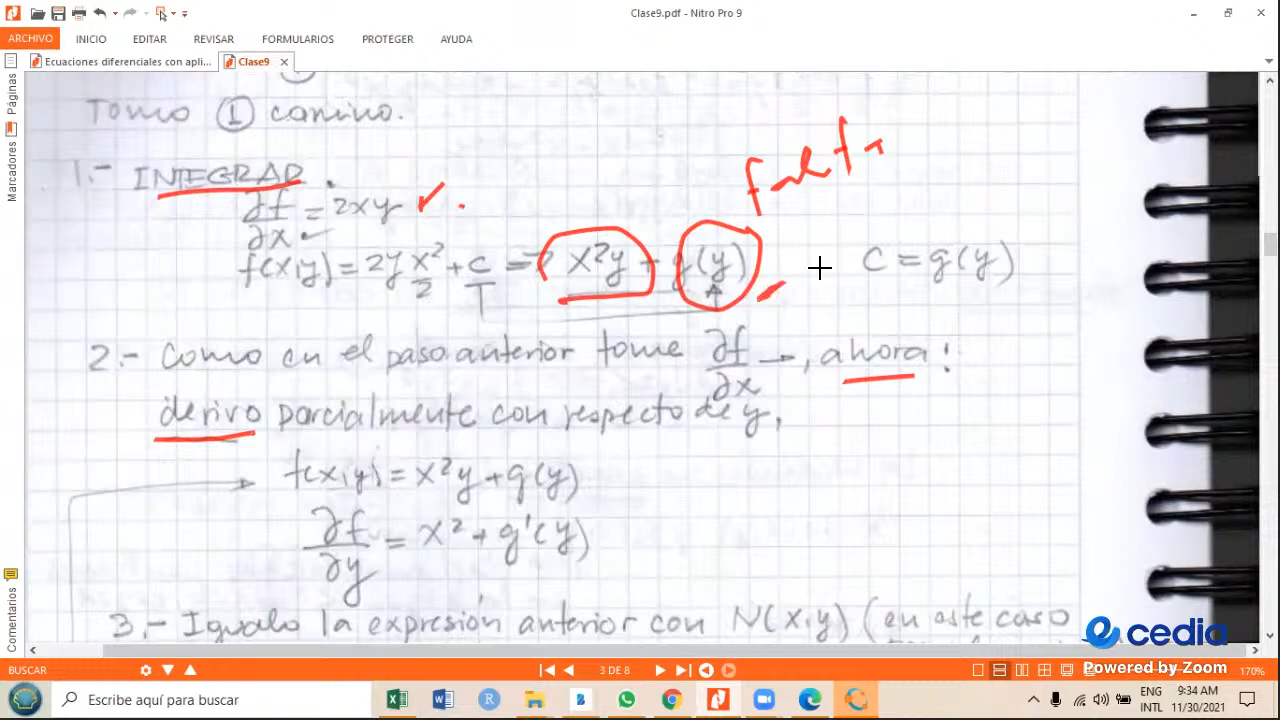 Clase9.pdf - Nitro Pro 9
ARCHIVO INICIO EDITAR REVISAR FORMULARIOS PROTEGER AYUDA
Ecuaciones diferenciales con apli... Clase9
Páginas
Marcadores
Comentarios
Tomo ① camino.
1.- INTEGRAR.
∂f/∂x = 2xy ✓.
f(x,y) = 2y x²/2 + C => x²y + g(y) C = g(y)
2.- Como en el paso anterior tome ∂f/∂x →, ahora!
derivo parcialmente con respecto de y,
f(x,y) = x²y + g(y)
∂f/∂y = x² + g'(y)
3.- Igualo la expresión anterior con N(x,y) (en este caso
cedia
Powered by Zoom
BUSCAR 3 DE 8 170%
Escribe aquí para buscar
ENG 9:34 AM
INTL 11/30/2021